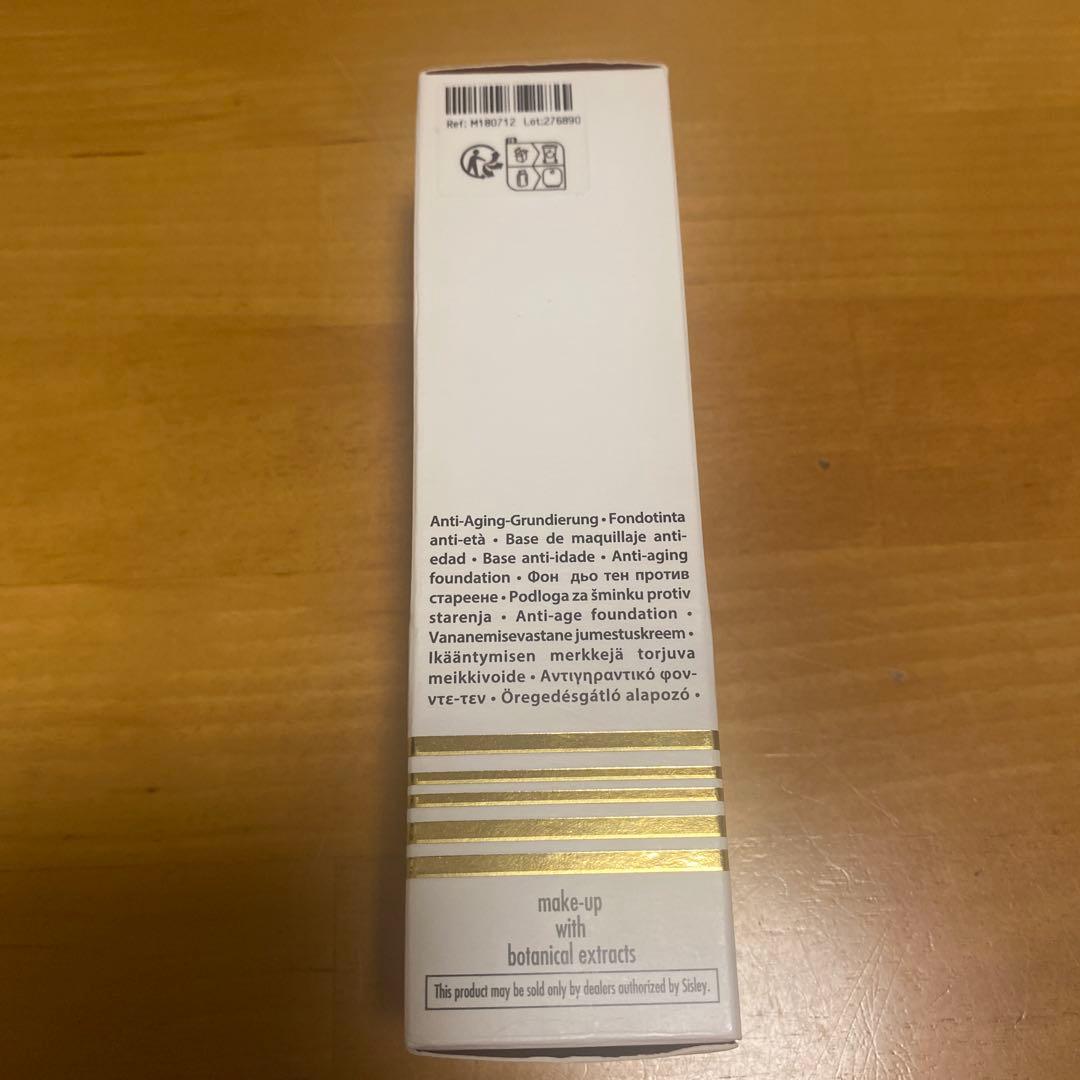 Ref: M180712 Lot:276890
Anti-Aging-Grundierung • Fondotinta
anti-età • Base de maquillaje anti-
edad • Base anti-idade • Anti-aging
foundation • Фон дьо тен против
стареене • Podloga za šminku protiv
starenja • Anti-age foundation •
Vananemisevastane jumestuskreem •
Ikääntymisen merkkejä torjuva
meikkivoide • Αντιγηραντικό φον-
ντε-τεν • Öregedésgátló alapozó •
make-up
with
botanical extracts
This product may be sold only by dealers authorized by Sisley.